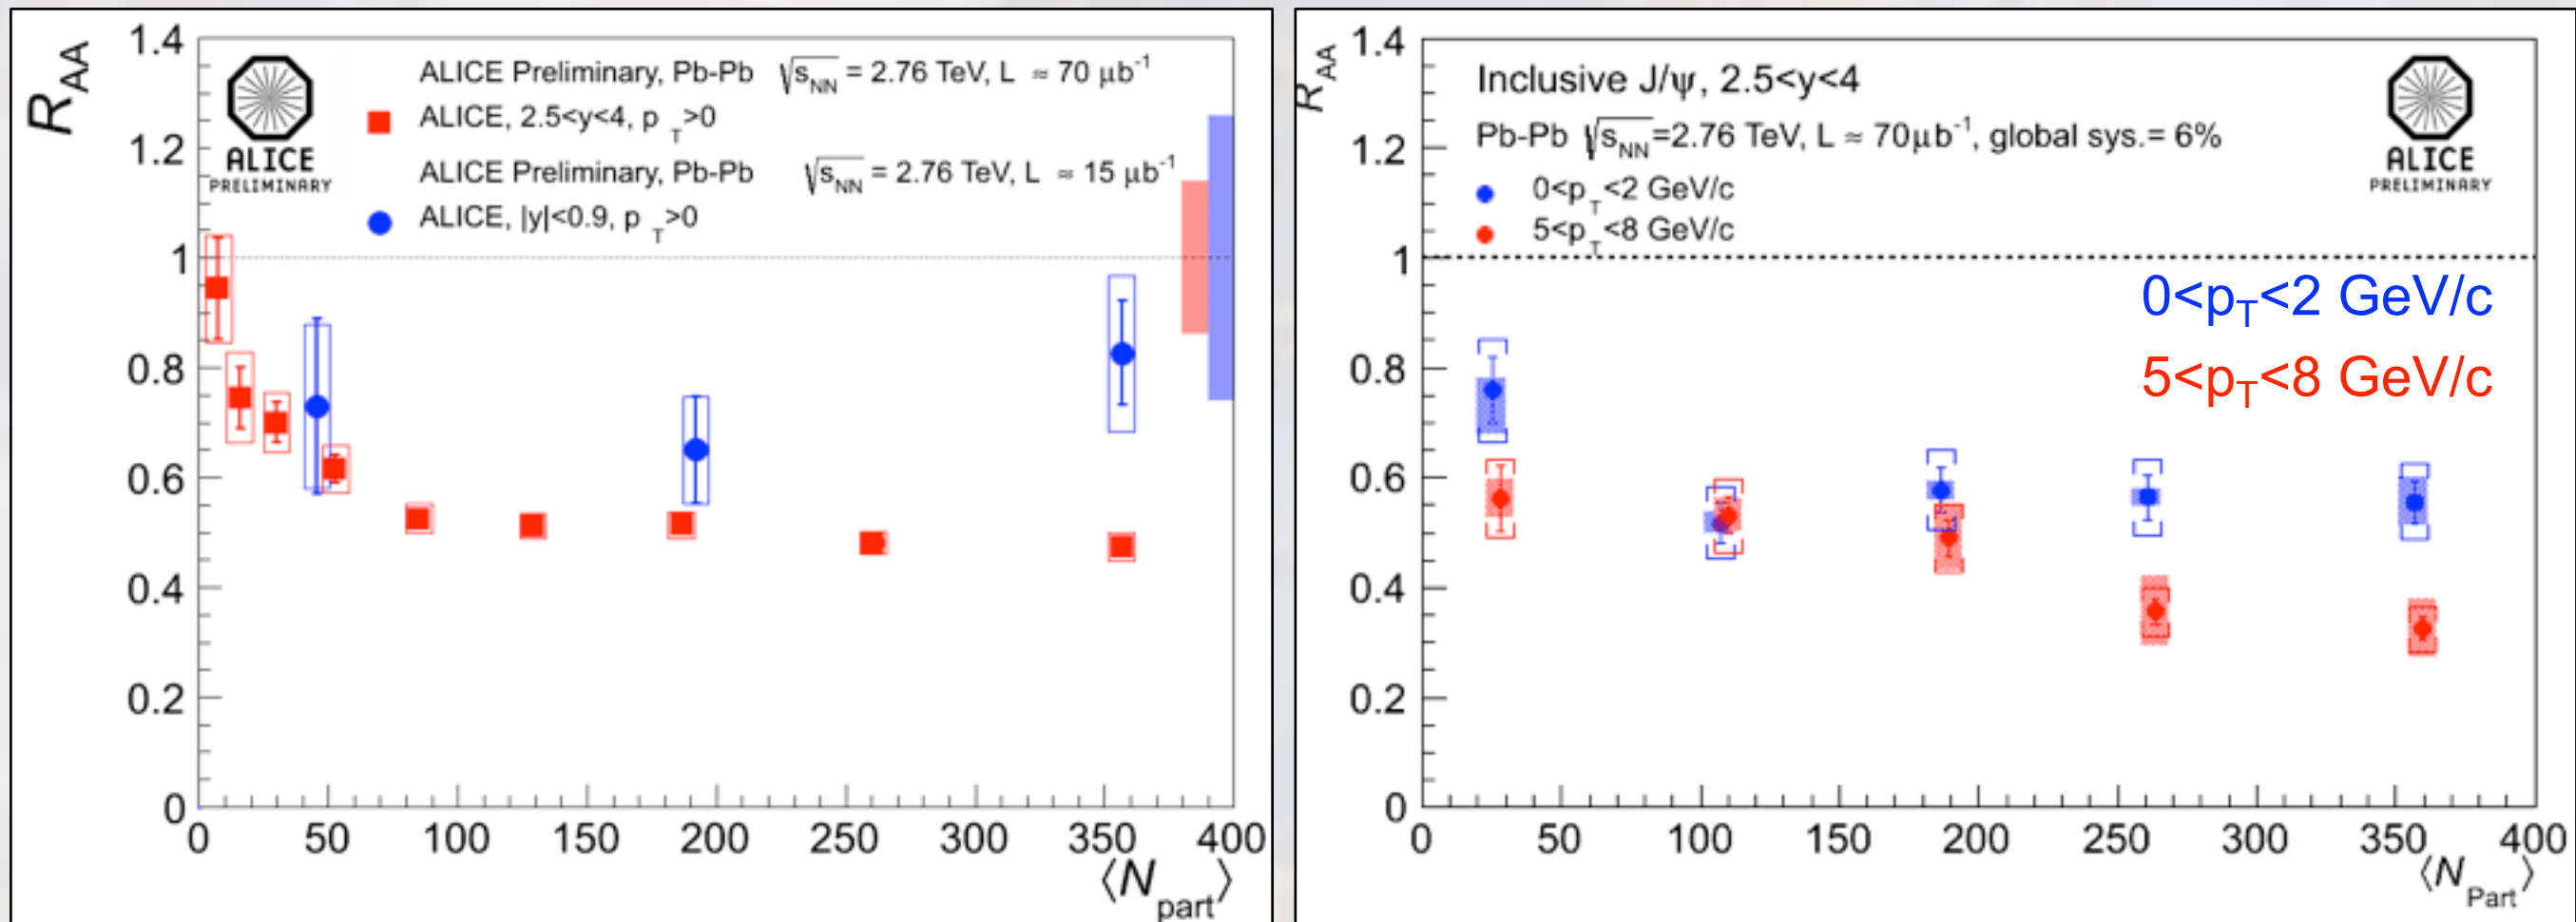 R_AA
1.4
1.2
1
0.8
0.6
0.4
0.2
0
ALICE
PRELIMINARY
ALICE Preliminary, Pb-Pb √s_NN = 2.76 TeV, L ≈ 70 μb⁻¹
ALICE, 2.5<y<4, p_T>0
ALICE Preliminary, Pb-Pb √s_NN = 2.76 TeV, L ≈ 15 μb⁻¹
ALICE, |y|<0.9, p_T>0
0 50 100 150 200 250 300 350 400
⟨N_part⟩
R_AA
1.4
1.2
1
0.8
0.6
0.4
0.2
0
Inclusive J/ψ, 2.5<y<4
Pb-Pb √s_NN=2.76 TeV, L ≈ 70μb⁻¹, global sys.= 6%
0<p_T<2 GeV/c
5<p_T<8 GeV/c
ALICE
PRELIMINARY
0<p_T<2 GeV/c
5<p_T<8 GeV/c
0 50 100 150 200 250 300 350 400
⟨N_Part⟩